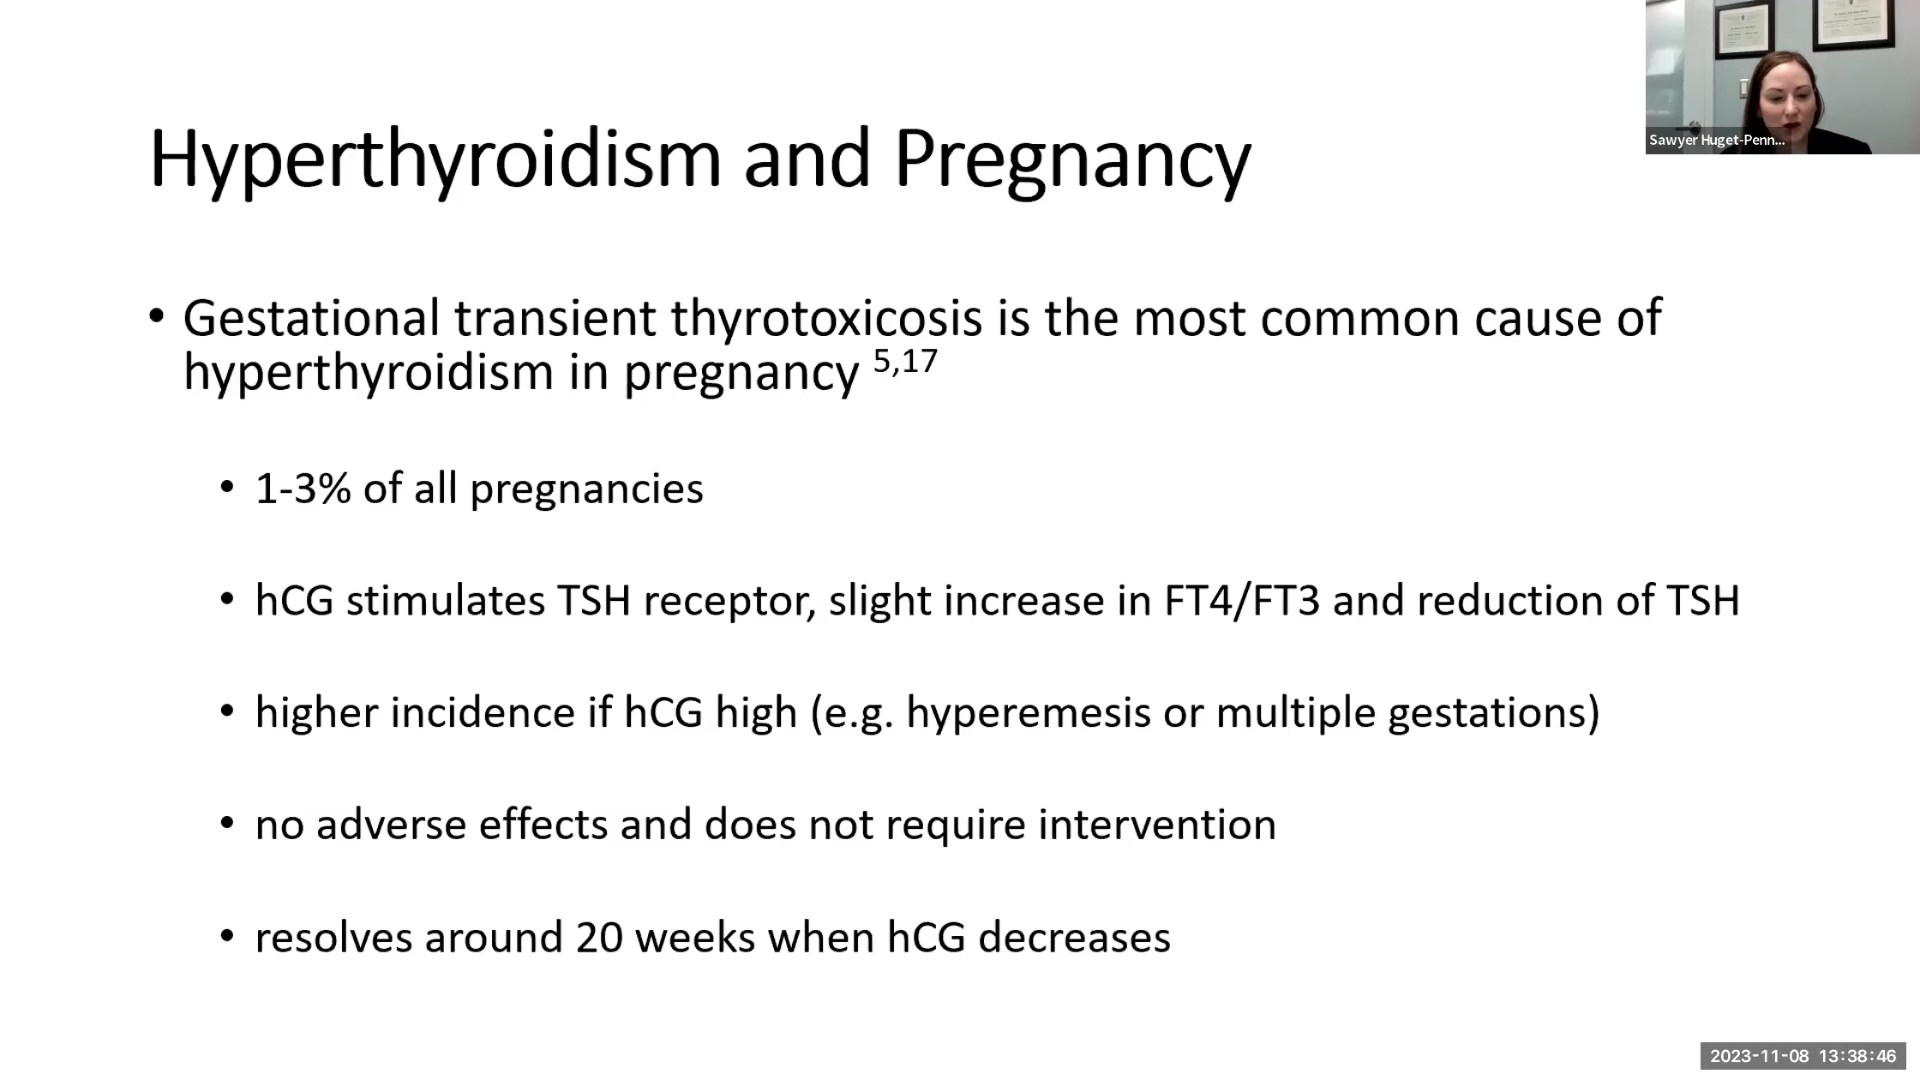 Sawyer Huget-Penn...
Hyperthyroidism and Pregnancy
• Gestational transient thyrotoxicosis is the most common cause of
hyperthyroidism in pregnancy 5,17
• 1-3% of all pregnancies
• hCG stimulates TSH receptor, slight increase in FT4/FT3 and reduction of TSH
• higher incidence if hCG high (e.g. hyperemesis or multiple gestations)
• no adverse effects and does not require intervention
• resolves around 20 weeks when hCG decreases
2023-11-08 13:38:46